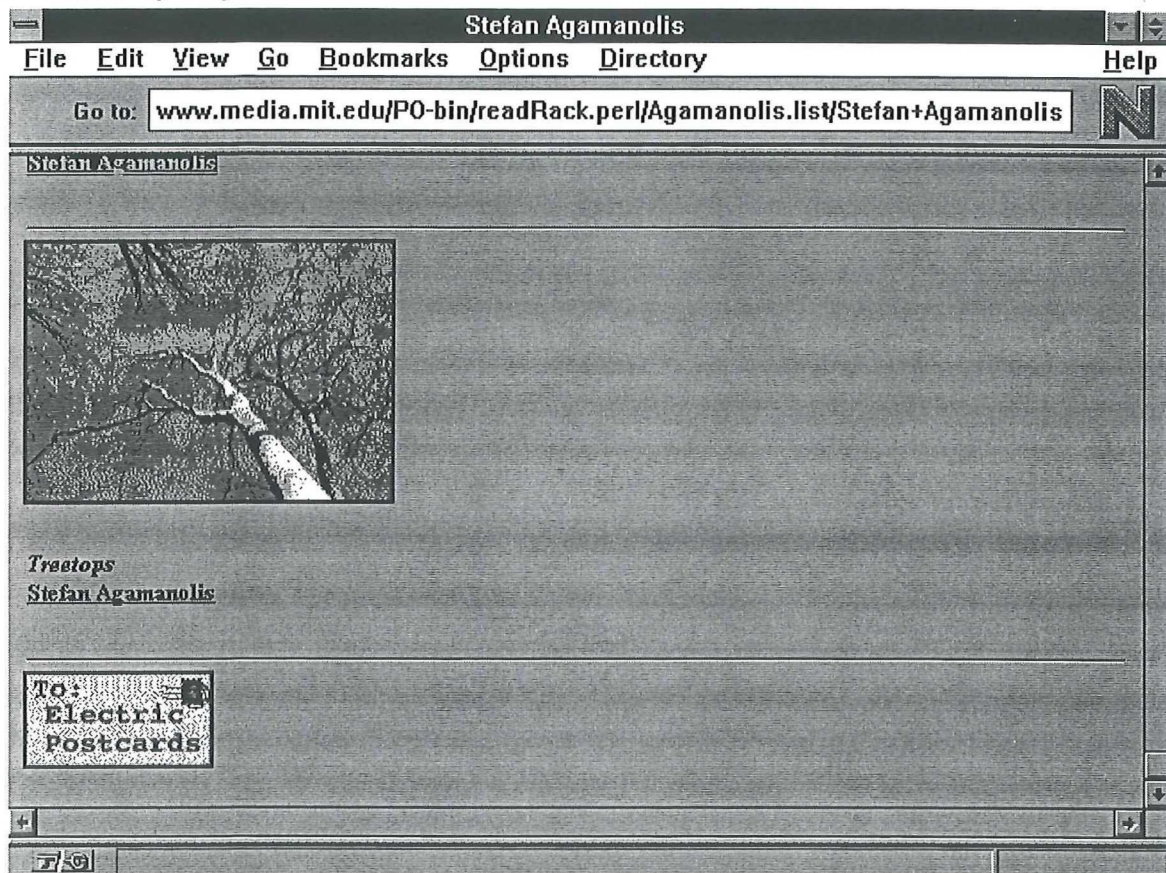 Stefan Agamanolis
File Edit View Go Bookmarks Options Directory Help
Go to: www.media.mit.edu/PO-bin/readRack.perl/Agamanolis.list/Stefan+Agamanolis
N
Stefan Agamanolis
Treetops
Stefan Agamanolis
To:
Electric
Postcards